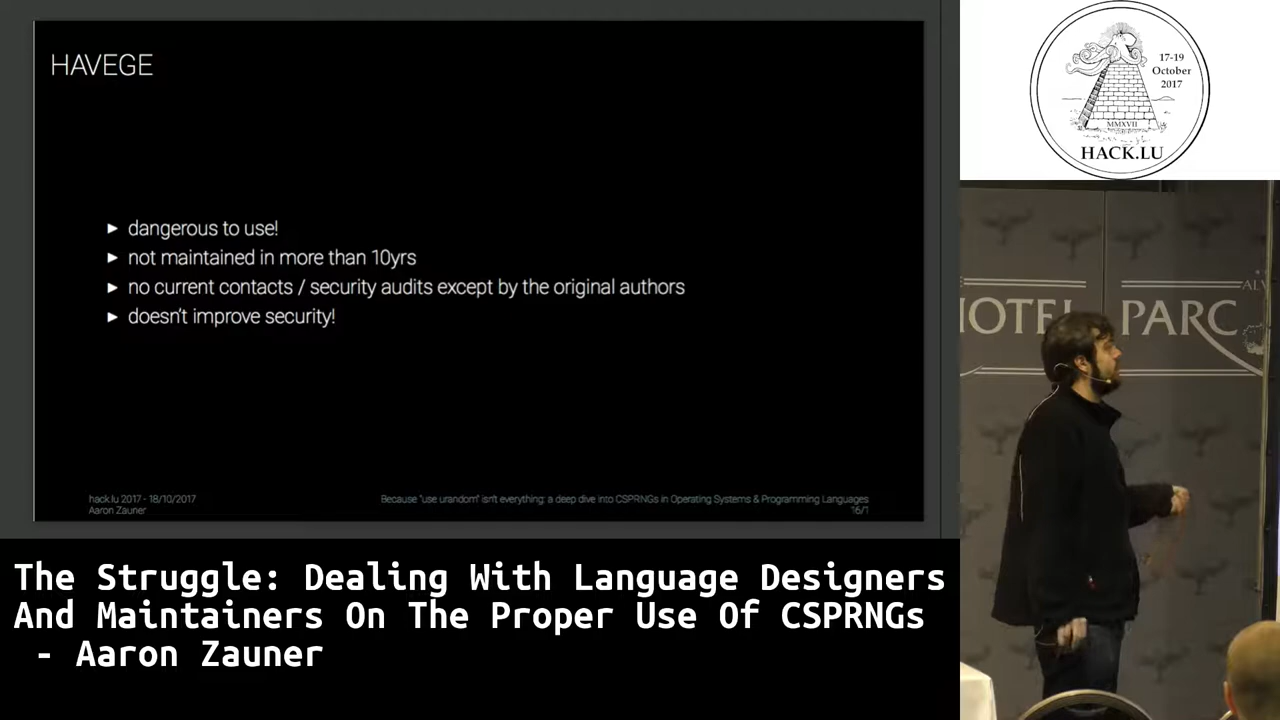 HAVEGE
► dangerous to use!
► not maintained in more than 10yrs
► no current contacts / security audits except by the original authors
► doesn't improve security!
hack.lu 2017 - 18/10/2017
Aaron Zauner
Because "use urandom" isn't everything: a deep dive into CSPRNGs in Operating Systems & Programming Languages
16/1
17-19
October
2017
MMXVII
HACK.LU
HOTEL PARC
AL
The Struggle: Dealing With Language Designers
And Maintainers On The Proper Use Of CSPRNGs
- Aaron Zauner